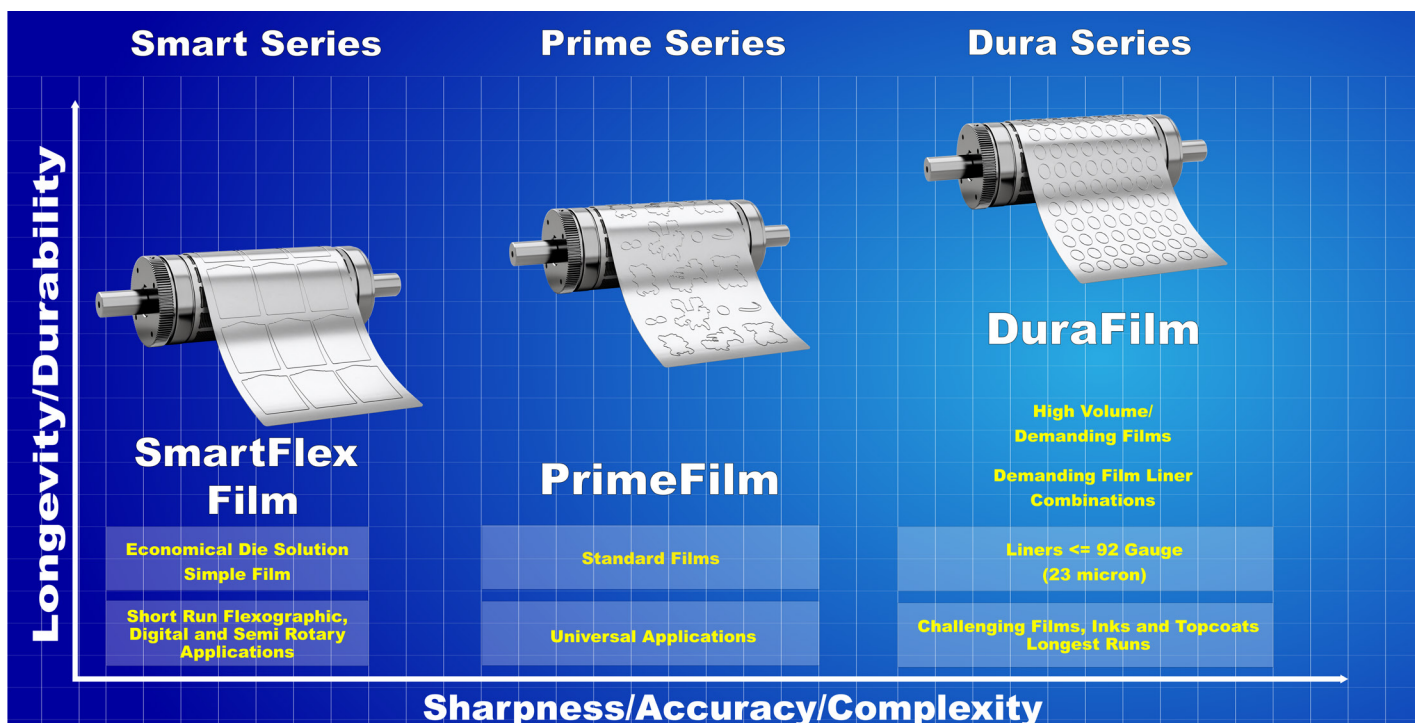 Smart Series
Prime Series
Dura Series
Longevity/Durability
SmartFlex
Film
Economical Die Solution
Simple Film
Short Run Flexographic,
Digital and Semi Rotary
Applications
PrimeFilm
Standard Films
Universal Applications
DuraFilm
High Volume/
Demanding Films
Demanding Film Liner
Combinations
Liners <= 92 Gauge
(23 micron)
Challenging Films, Inks and Topcoats
Longest Runs
Sharpness/Accuracy/Complexity